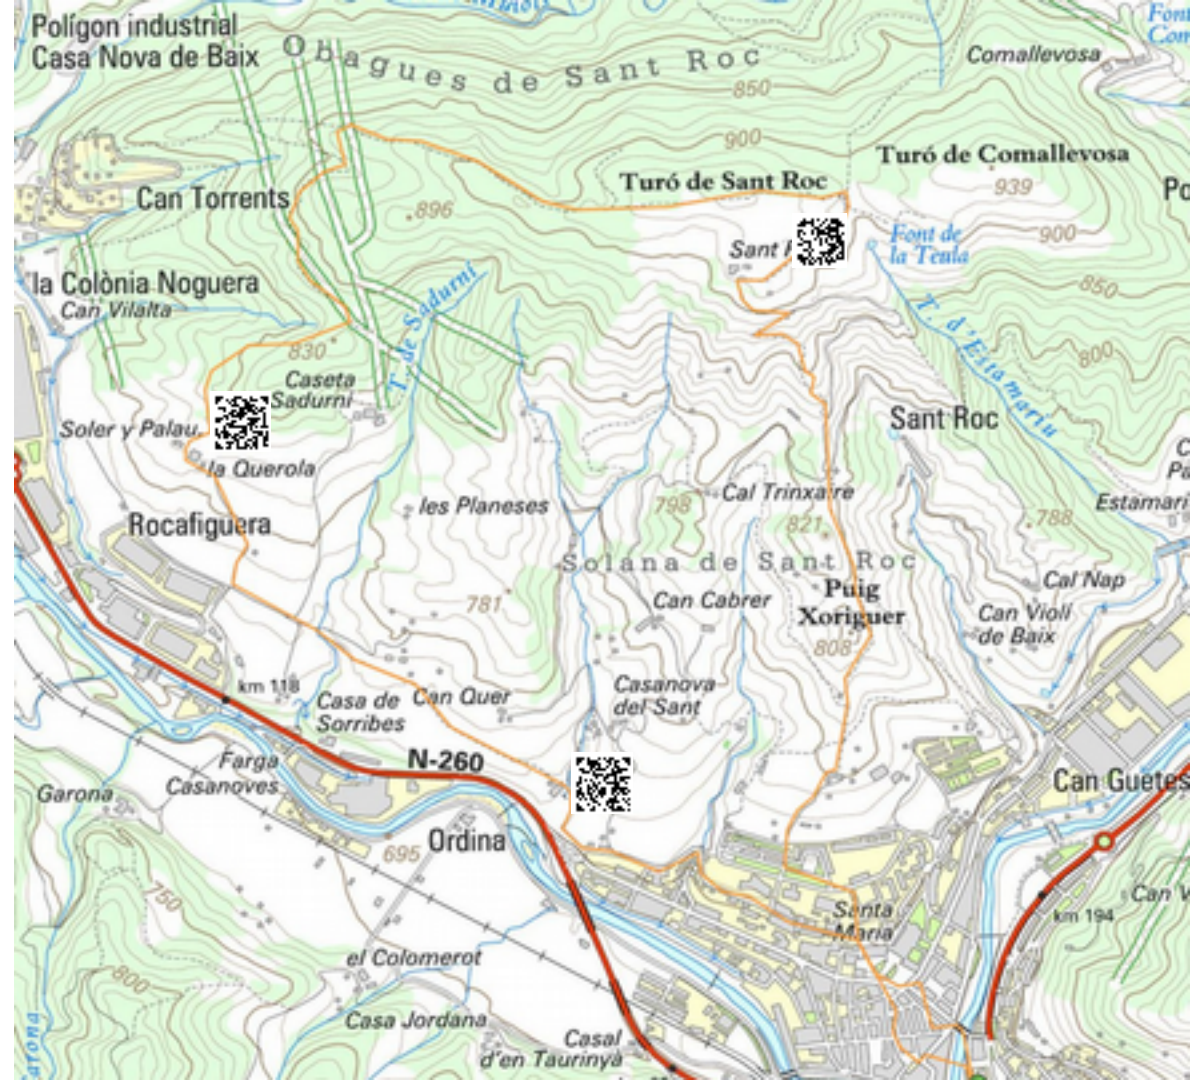 Polígon industrial
Casa Nova de Baix
Obagues de Sant Roc
850
Comallevosa
Font
900
Turó de Comallevosa
939
Turó de Sant Roc
Can Torrents
896
Sant
Font de
la Teula
900
850
la Colònia Noguera
Can Vilalta
T. de Sadurní
T. d'Estamariu
830
800
Caseta
Sadurní
Soler y Palau
la Querola
Sant Roc
Cal Trinxaire
les Planeses
798
821
788
Estamari
Rocafiguera
Solana de Sant Roc
Puig
Xoriguer
808
781
Can Cabrer
Cal Nap
Can Violí
de Baix
km 118
Casa de
Sorribes
Can Quer
Casanova
del Sant
N-260
Farga
Casanoves
Garona
Ordina
695
Can Guetes
750
Santa
Maria
km 194
Can V
800
el Colomerot
Casa Jordana
Casal
d'en Taurinyà